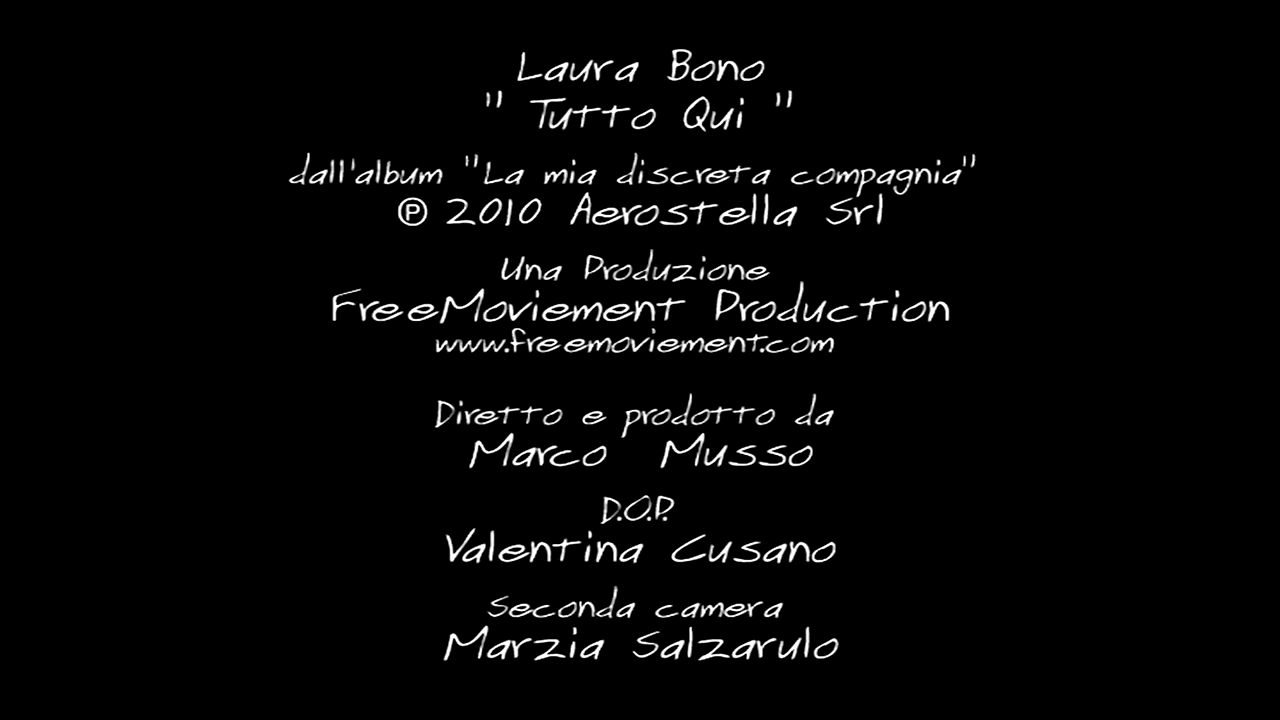 Laura Bono
" Tutto Qui "
dall'album "La mia discreta compagnia"
℗ 2010 Aerostella Srl
Una Produzione
FreeMoviement Production
www.freemoviement.com
Diretto e prodotto da
Marco Musso
D.O.P.
Valentina Cusano
Seconda camera
Marzia Salzarulo